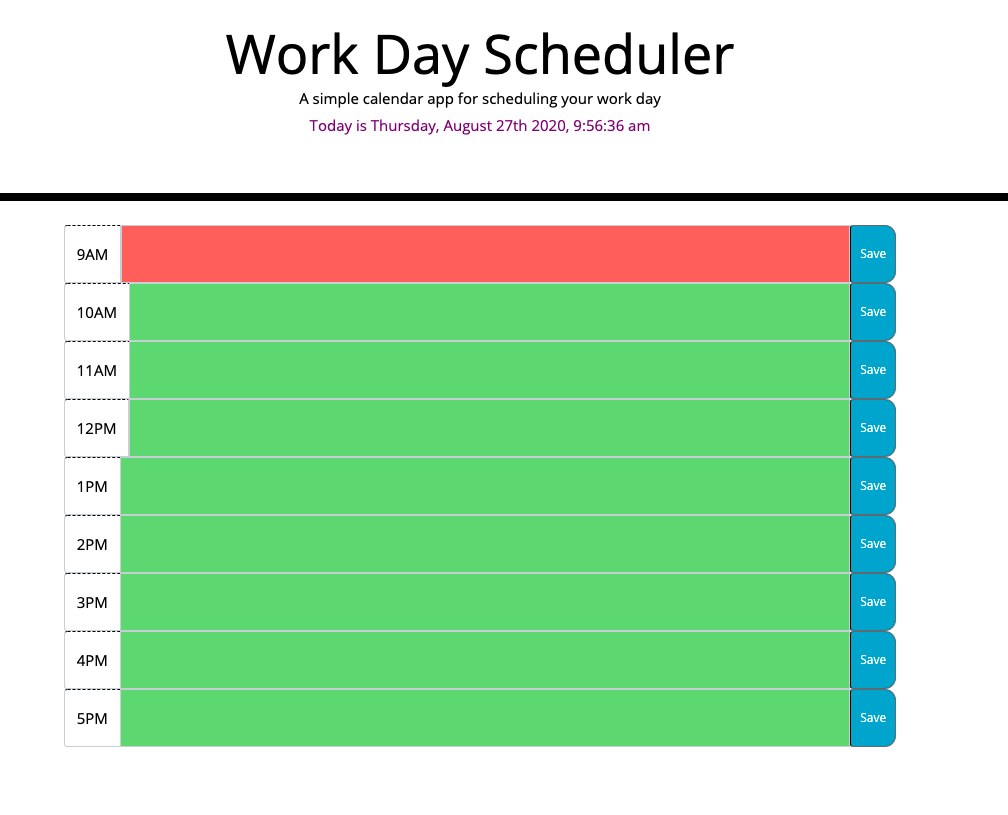 Work Day Scheduler
A simple calendar app for scheduling your work day
Today is Thursday, August 27th 2020, 9:56:36 am
9AM Save
10AM Save
11AM Save
12PM Save
1PM Save
2PM Save
3PM Save
4PM Save
5PM Save